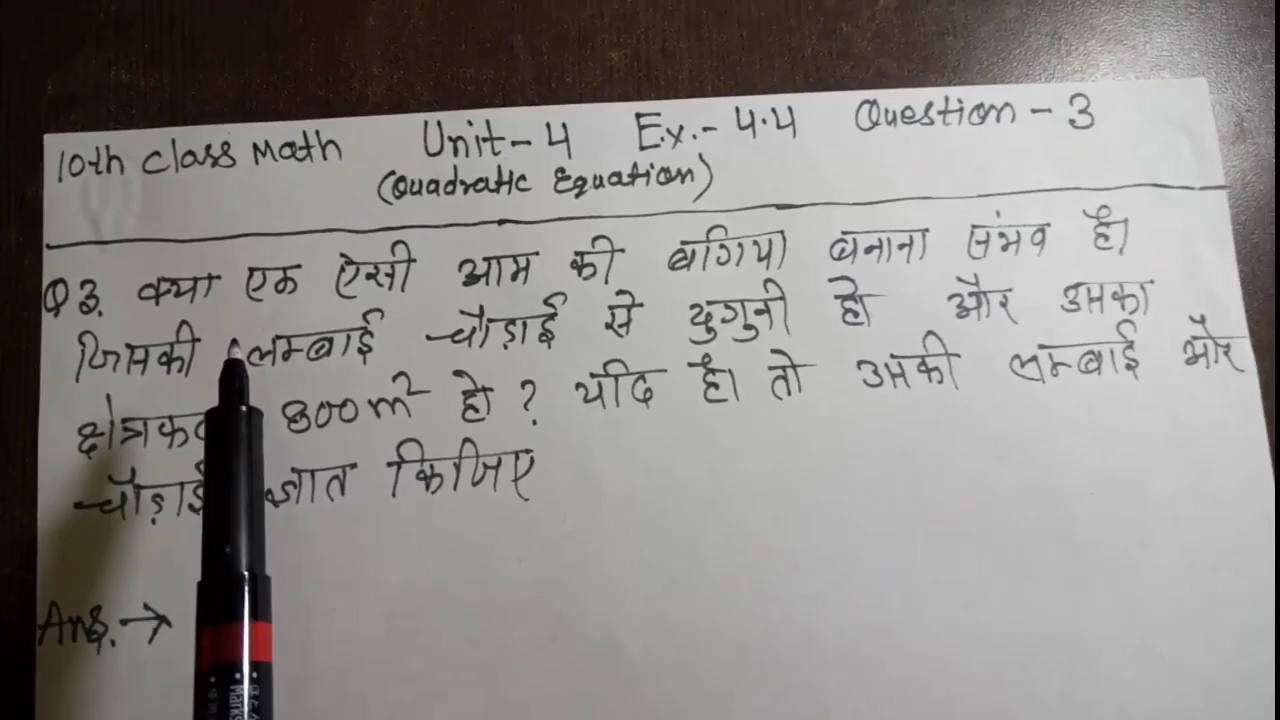 10th Class Math Unit-4 Ex.-4.4 Question-3
(Quadratic Equation)
Q3. क्या एक ऐसी आम की बगिया बनाना संभव है।
जिसकी लम्बाई चौड़ाई से दुगुनी हो और उसका
800m² हो ? यदि है। तो उसकी लम्बाई और
चौड़ाई ज्ञात किजिए
Ans. →